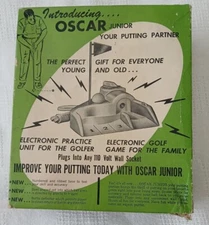 Introducing....
OSCAR JUNIOR
YOUR PUTTING PARTNER
THE PERFECT GIFT FOR EVERYONE
YOUNG AND OLD...
ELECTRONIC PRACTICE
UNIT FOR THE GOLFER
ELECTRONIC GOLF
GAME FOR THE FAMILY
Plugs Into Any 110 Volt Wall Socket
IMPROVE YOUR PUTTING TODAY WITH OSCAR JUNIOR
NEW
NEW
NEW